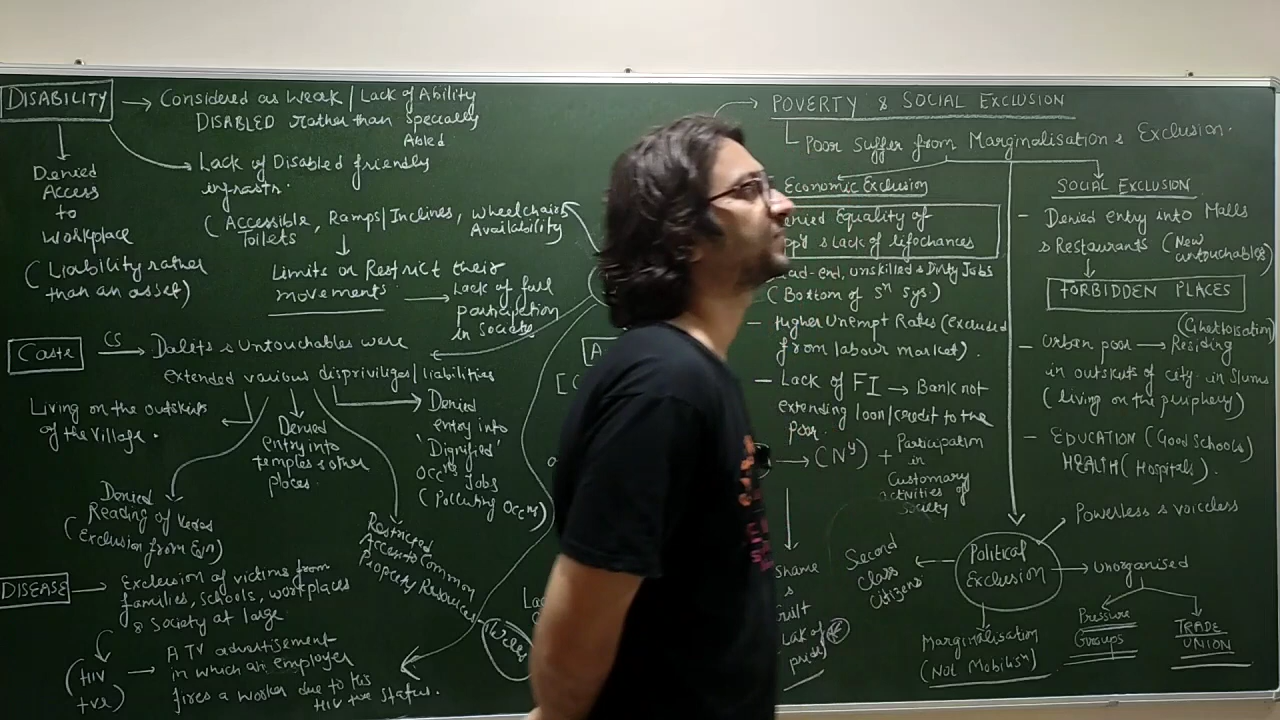 DISABILITY → Considered as Weak / Lack of Ability
DISABLED rather than specially
Abled
Denied
Access
to
Workplace
(Liability rather
than an asset)
Lack of Disabled friendly
infrastr.
(Accessible, Ramps/Inclines, Wheelchairs
Toilets
Availability)
Limits or Restrict their
movements → Lack of full
participation
in Society
Caste CS → Dalits & Untouchables were
extended various disprivileges/liabilities
Living on the outskirts
of the Village.
Denied
Reading of Vedas
(Exclusion from Edn)
Denied
entry into
temples & other
places.
Restricted
Access to Common
Property Resources
Wells
Denied
entry into
'Dignified'
Occns Jobs
(Polluting Occns)
DISEASE → Exclusion of victims from
families, schools, workplaces
& Society at large
(HIV
+ve)
→ A TV advertisement
in which an employer
fires a worker due to his
HIV +ve Status.
→ POVERTY & SOCIAL EXCLUSION
Poor suffer from Marginalisation & Exclusion.
Economic Exclusion
Equality of
& Lack of lifechances
unskilled & Dirty Jobs
(Bottom of Sn Sys)
- Higher Unempt Rates (excluded
from labour market).
- Lack of FI → Bank not
extending loan/credit to the
poor.
→ (Ny) + Participation
in
Customary
activities of
Society
shame
&
Guilt
Lak of
pride)
SOCIAL EXCLUSION
- Denied entry into Malls
& Restaurants (New
untouchables)
FORBIDDEN PLACES
(Ghettoisation)
- Urban poor → Residing
in outskuts of city in Slums
(living on the periphery)
- EDUCATION (Good Schools)
HEALTH (Hospitals).
Political
Exclusion
Powerless & voiceless
Second
class
Citizens
unorganised
Pressure
Groups
TRADE
UNION
Marginalisation
(Not Mobilisn)